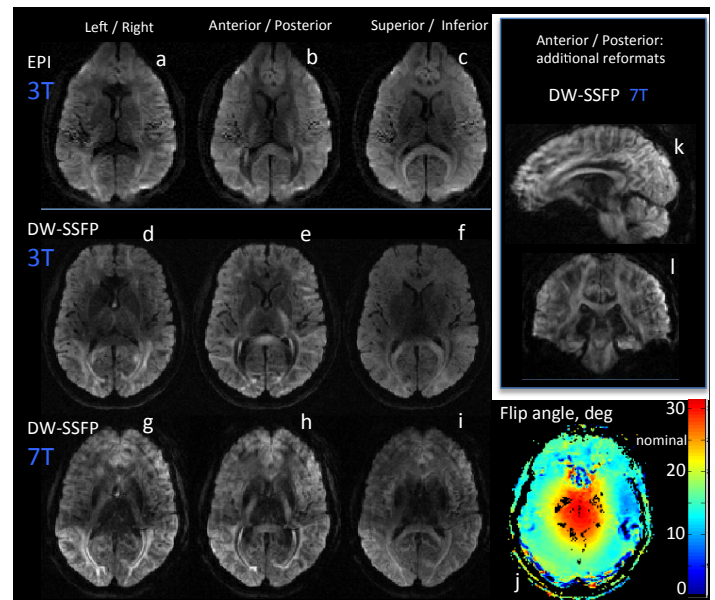 Left / Right
Anterior / Posterior
Superior / Inferior
EPI
3T
a
b
c
DW-SSFP
3T
d
e
f
DW-SSFP
7T
g
h
i
Anterior / Posterior:
additional reformats
DW-SSFP 7T
k
l
Flip angle, deg
30
nominal
20
10
0
j